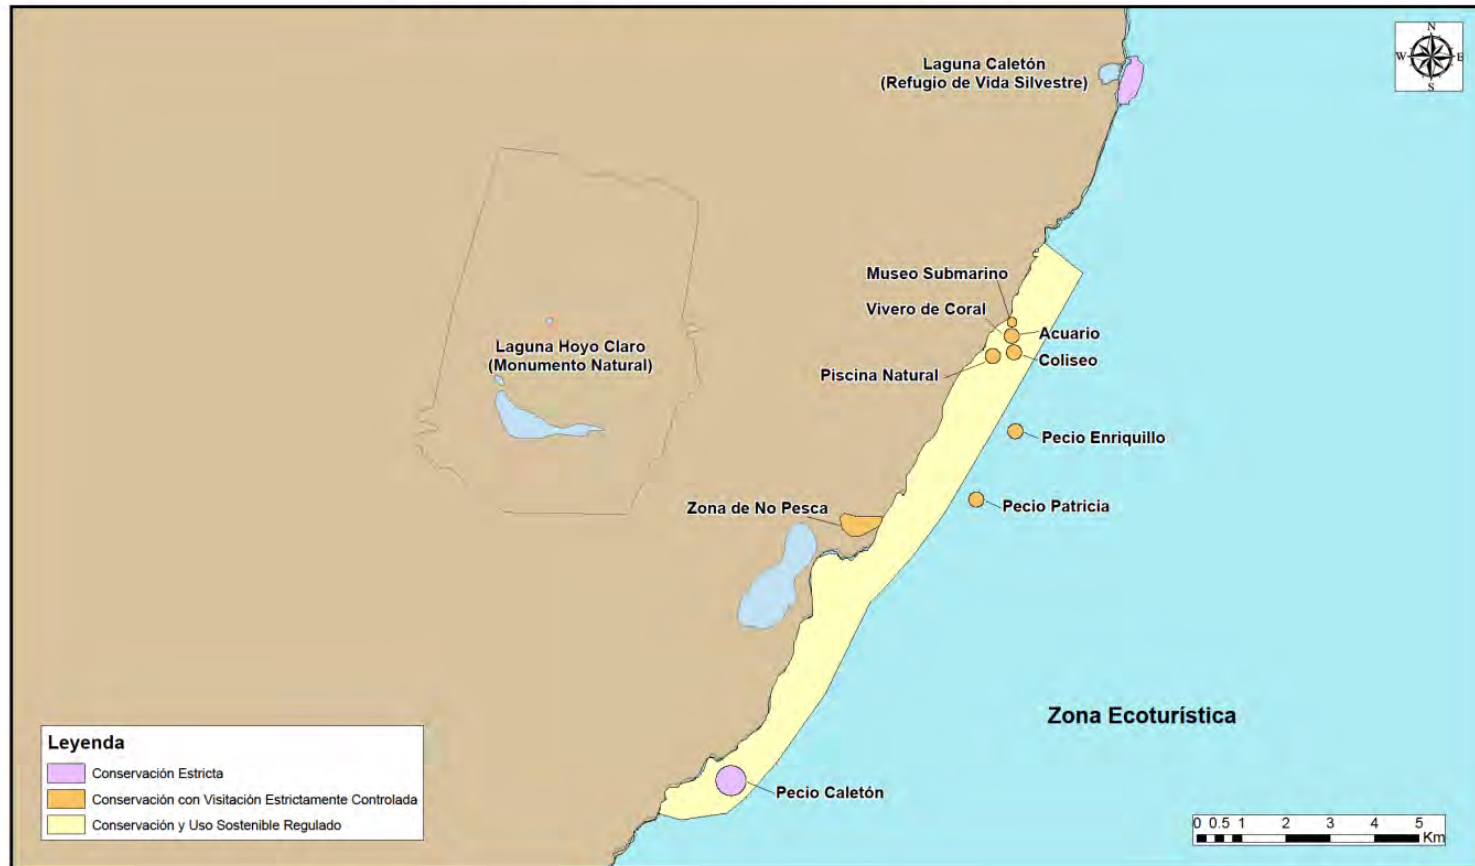 N
W
E
S
Laguna Caletón
(Refugio de Vida Silvestre)
Museo Submarino
Vivero de Coral
Acuario
Coliseo
Piscina Natural
Laguna Hoyo Claro
(Monumento Natural)
Pecio Enriquillo
Pecio Patricia
Zona de No Pesca
Zona Ecoturística
Pecio Caletón
Leyenda
Conservación Estricta
Conservación con Visitación Estrictamente Controlada
Conservación y Uso Sostenible Regulado
0 0.5 1 2 3 4 5
Km